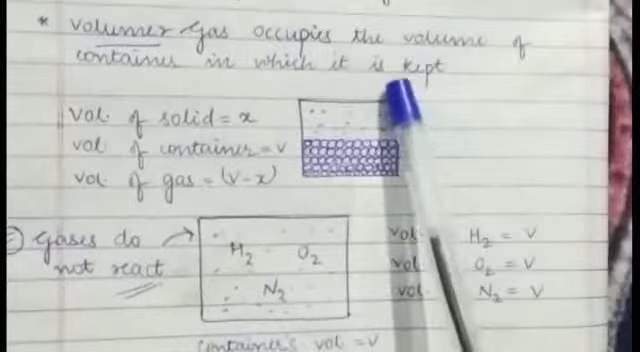 * Volume:- Gas occupies the volume of
container in which it is kept
Vol. of solid = x
vol. of container = V
vol. of gas = (V-x)
Gases do
not react
H2 O2
N2
vol. H2 = V
vol. O2 = V
vol. N2 = V
containers vol = V